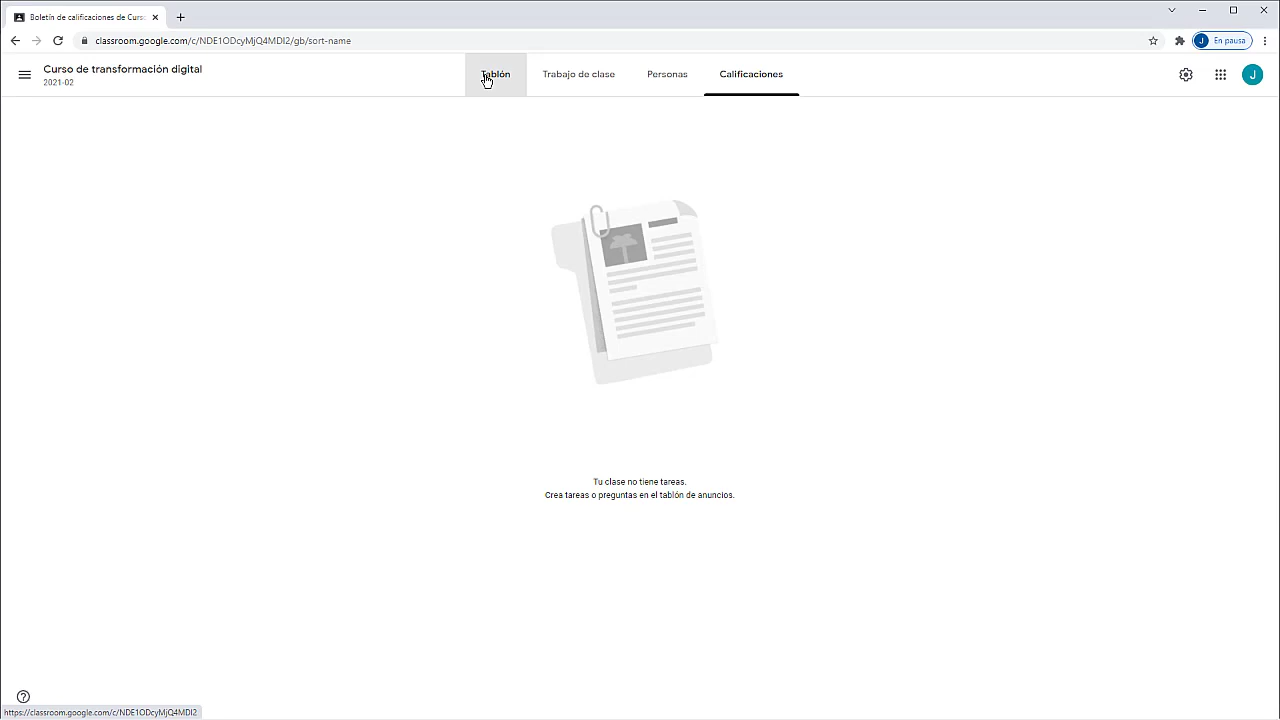 Boletín de calificaciones de Curs
classroom.google.com/c/NDE1ODcyMjQ4MDI2/gb/sort-name
J En pausa
Curso de transformación digital
2021-02
Tablón Trabajo de clase Personas Calificaciones
J
Tu clase no tiene tareas.
Crea tareas o preguntas en el tablón de anuncios.
https://classroom.google.com/c/NDE1ODcyMjQ4MDI2